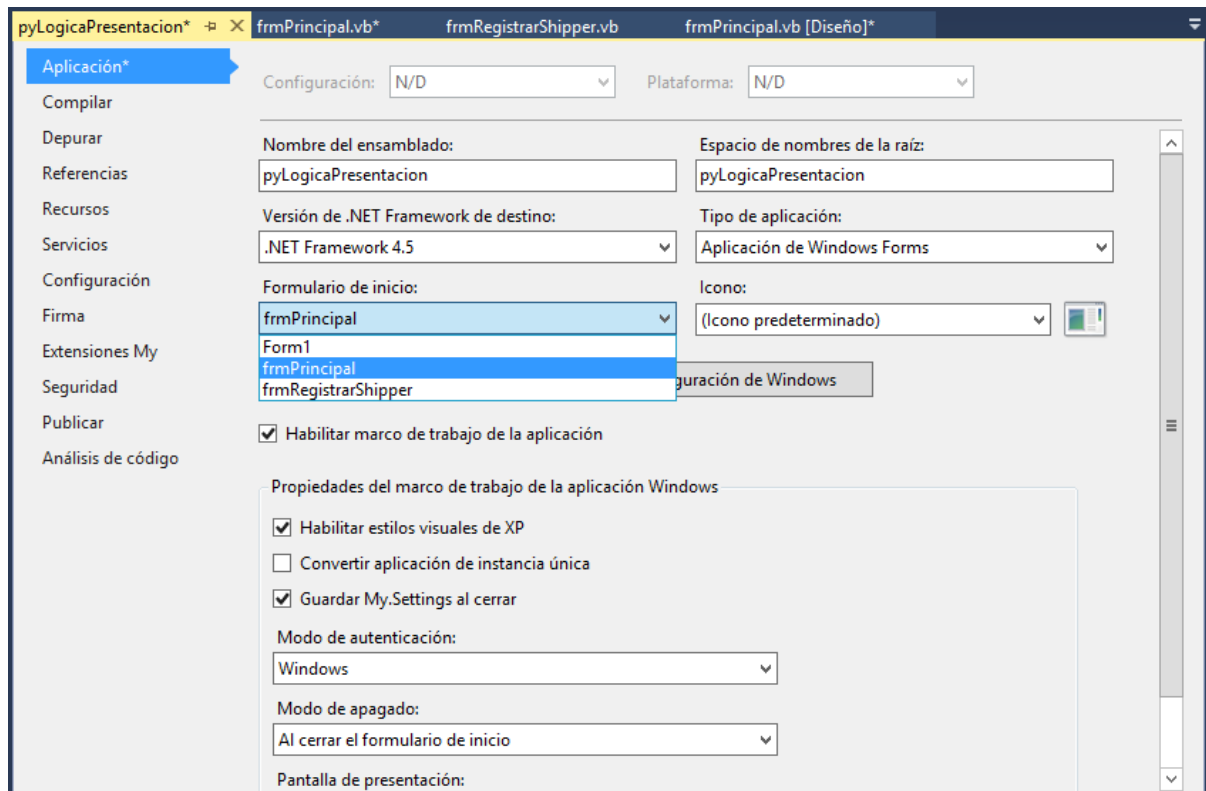 pyLogicaPresentacion* frmPrincipal.vb* frmRegistrarShipper.vb frmPrincipal.vb [Diseño]*
Aplicación*
Compilar
Depurar
Referencias
Recursos
Servicios
Configuración
Firma
Extensiones My
Seguridad
Publicar
Análisis de código
Configuración: N/D Plataforma: N/D
Nombre del ensamblado: Espacio de nombres de la raíz:
pyLogicaPresentacion pyLogicaPresentacion
Versión de .NET Framework de destino: Tipo de aplicación:
.NET Framework 4.5 Aplicación de Windows Forms
Formulario de inicio: Icono:
frmPrincipal (Icono predeterminado)
Form1
frmPrincipal
frmRegistrarShipper
guración de Windows
Habilitar marco de trabajo de la aplicación
Propiedades del marco de trabajo de la aplicación Windows
Habilitar estilos visuales de XP
Convertir aplicación de instancia única
Guardar My.Settings al cerrar
Modo de autenticación:
Windows
Modo de apagado:
Al cerrar el formulario de inicio
Pantalla de presentación: